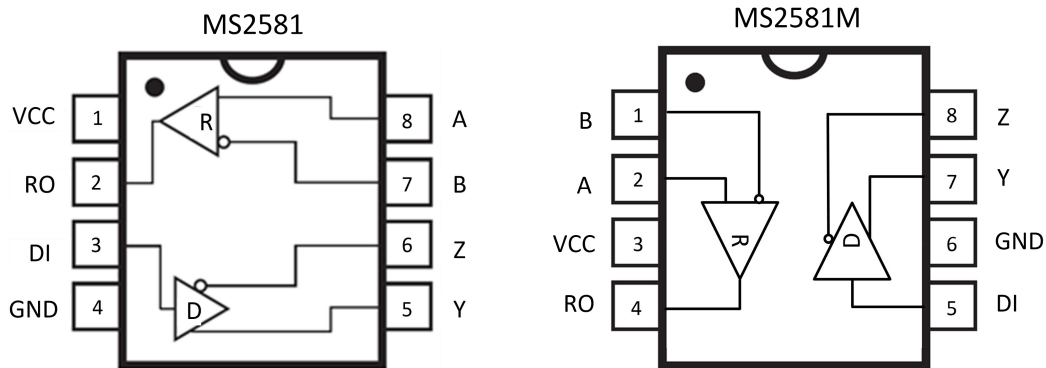 MS2581
VCC 1 R 8 A
RO 2 7 B
DI 3 6 Z
GND 4 D 5 Y
MS2581M
B 1 8 Z
A 2 7 Y
VCC 3 R D 6 GND
RO 4 5 DI